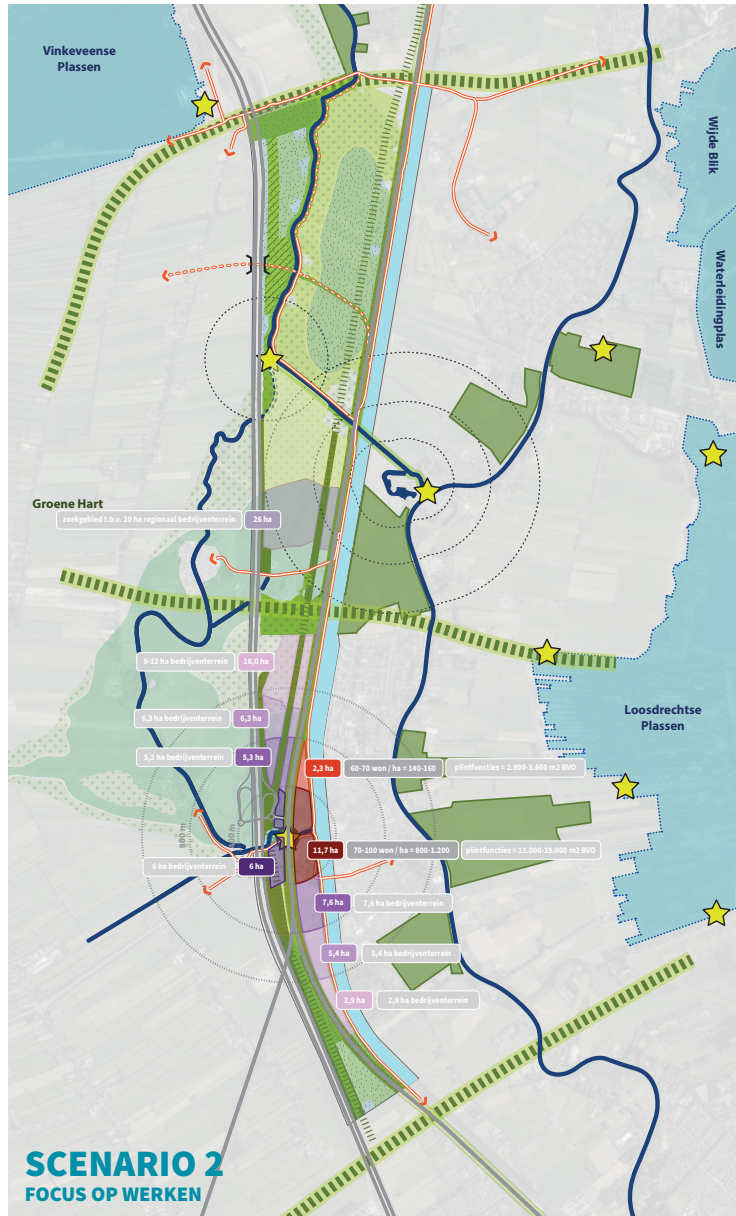 Vinkeveense
Plassen
Wijde Blik
Waterleidingplas
Groene Hart
zoekgebied t.b.v. 20 ha regionaal bedrijventerrein
26 ha
9-12 ha bedrijventerrein
16,0 ha
6,3 ha bedrijventerrein
6,3 ha
5,3 ha bedrijventerrein
5,3 ha
Loosdrechtse
Plassen
2,3 ha
60-70 won / ha = 140-160
plintfuncties = 2.800-3.600 m2 BVO
800 m
11,7 ha
70-100 won / ha = 800-1.200
plintfuncties = 11.000-19.000 m2 BVO
6 ha bedrijventerrein
6 ha
7,6 ha
7,6 ha bedrijventerrein
5,4 ha
5,4 ha bedrijventerrein
2,9 ha
2,9 ha bedrijventerrein
SCENARIO 2
FOCUS OP WERKEN